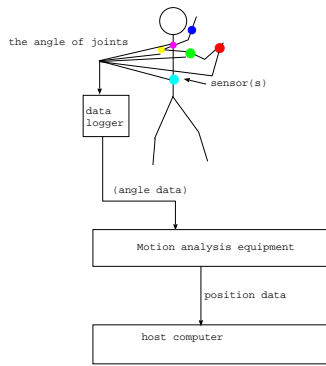 the angle of joints
sensor(s)
data
logger
(angle data)
Motion analysis equipment
position data
host computer